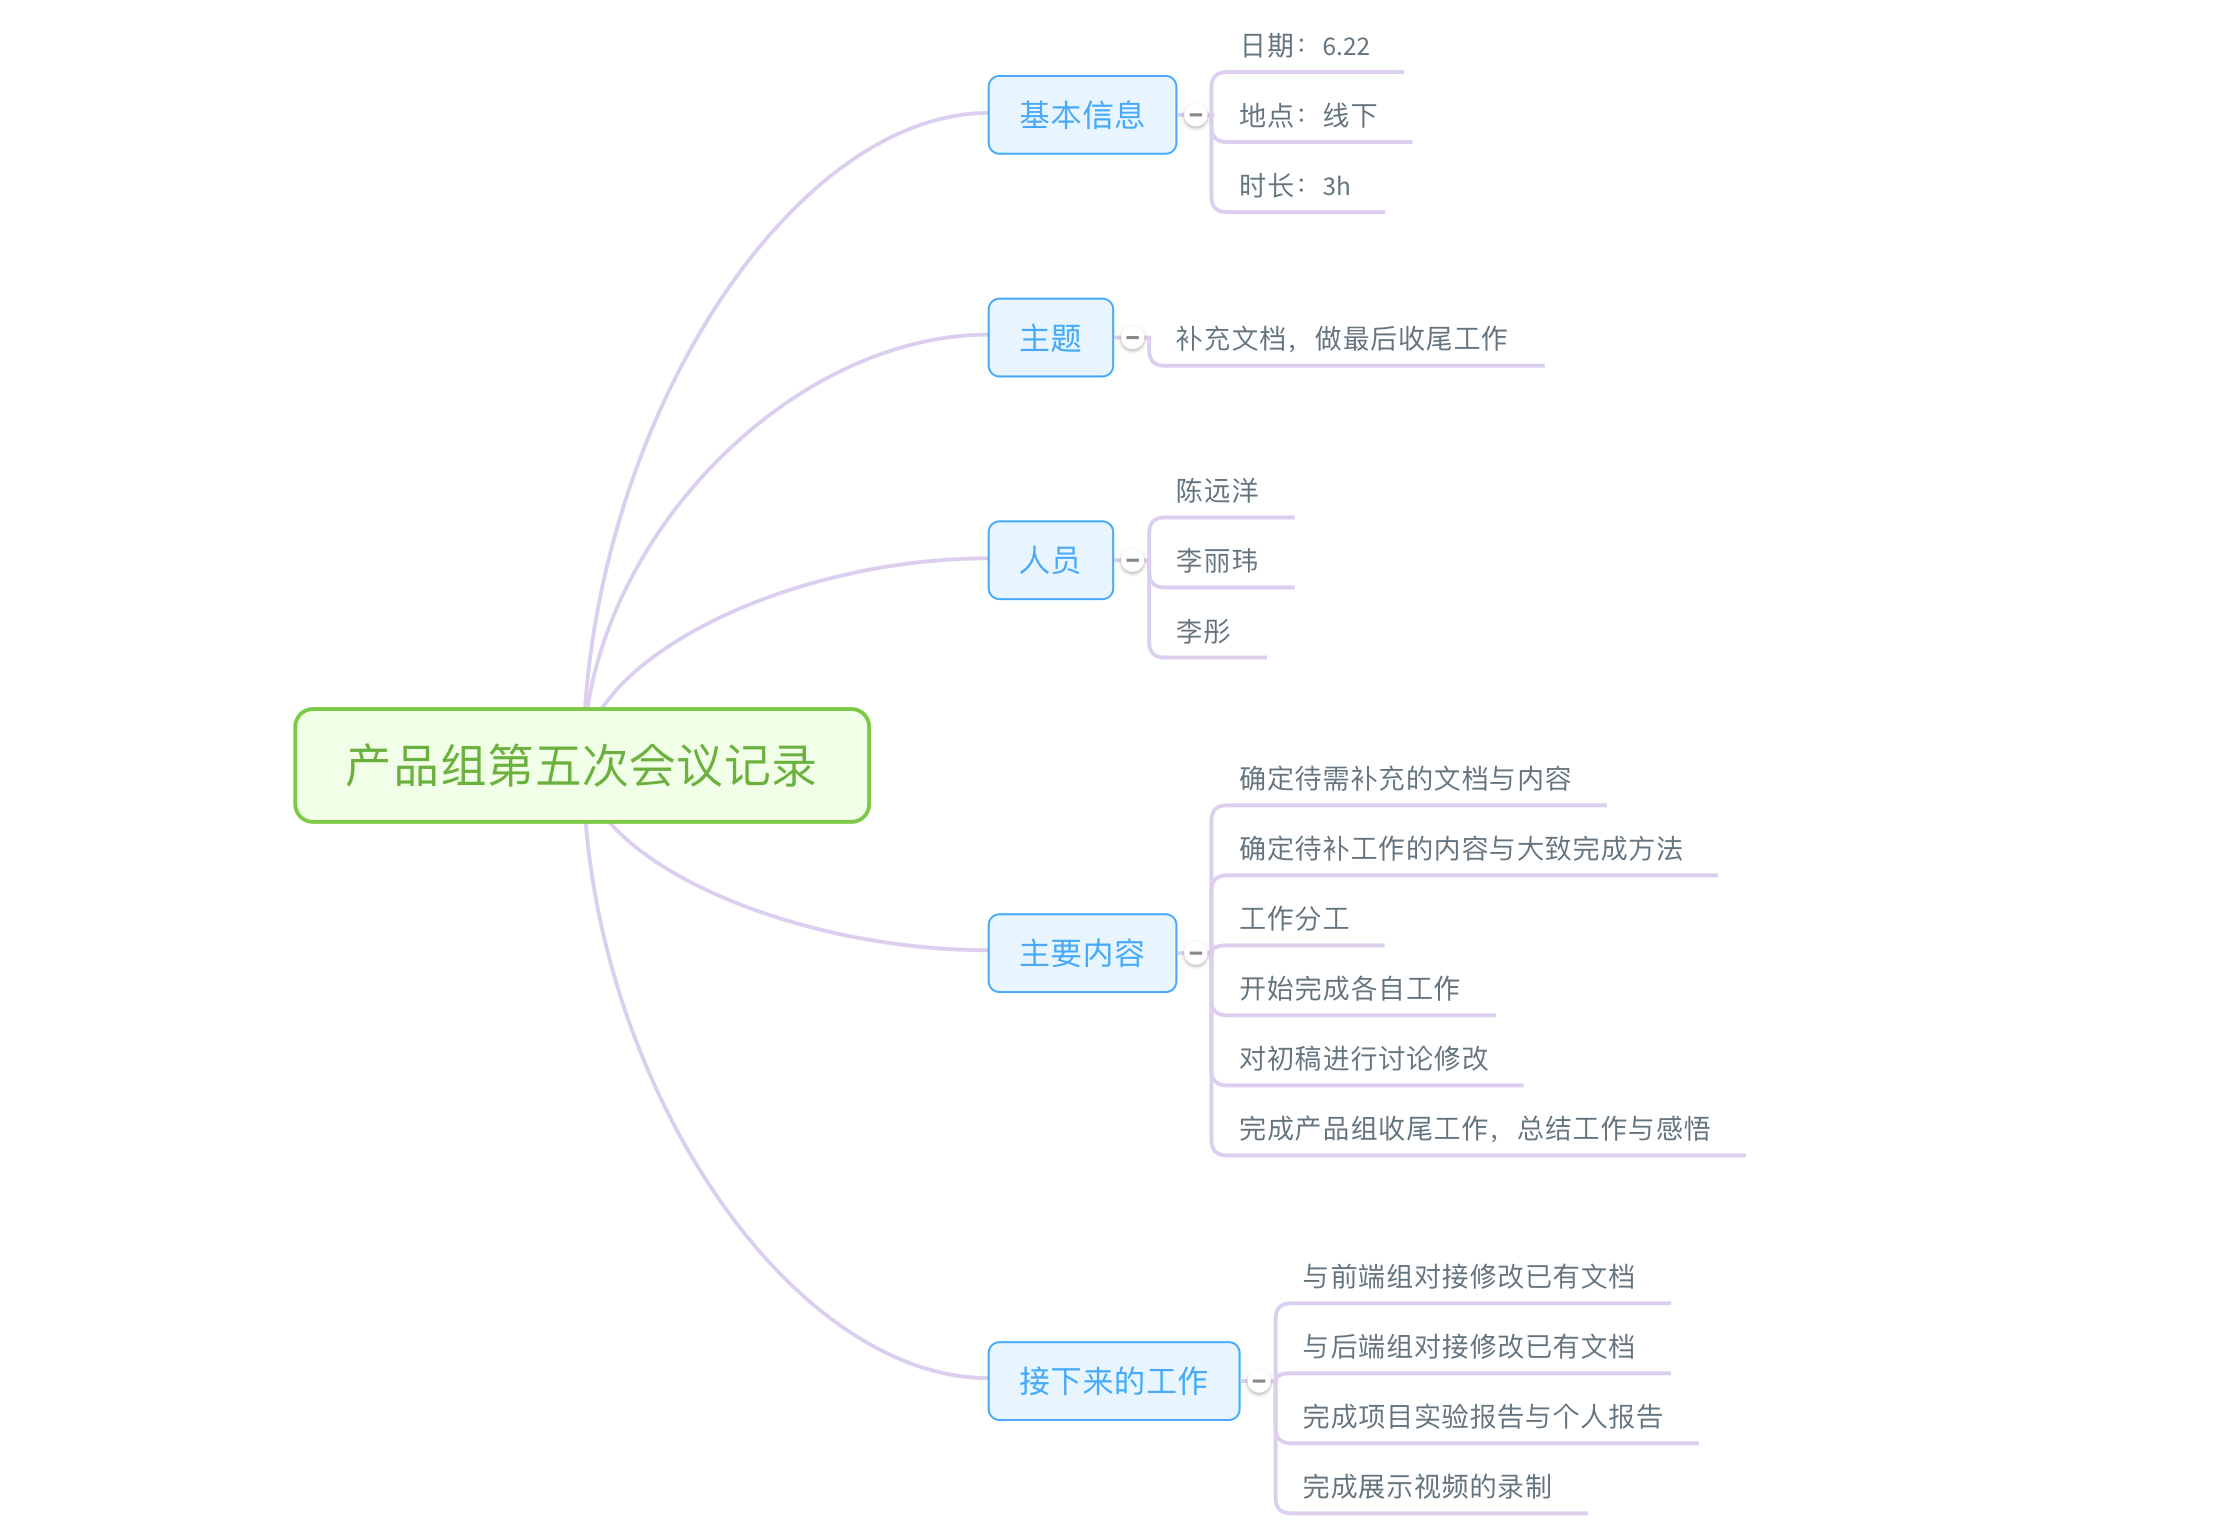 产品组第五次会议记录
基本信息
日期：6.22
地点：线下
时长：3h
主题
补充文档，做最后收尾工作
人员
陈远洋
李丽玮
李彤
主要内容
确定待需补充的文档与内容
确定待补工作的内容与大致完成方法
工作分工
开始完成各自工作
对初稿进行讨论修改
完成产品组收尾工作，总结工作与感悟
接下来的工作
与前端组对接修改已有文档
与后端组对接修改已有文档
完成项目实验报告与个人报告
完成展示视频的录制